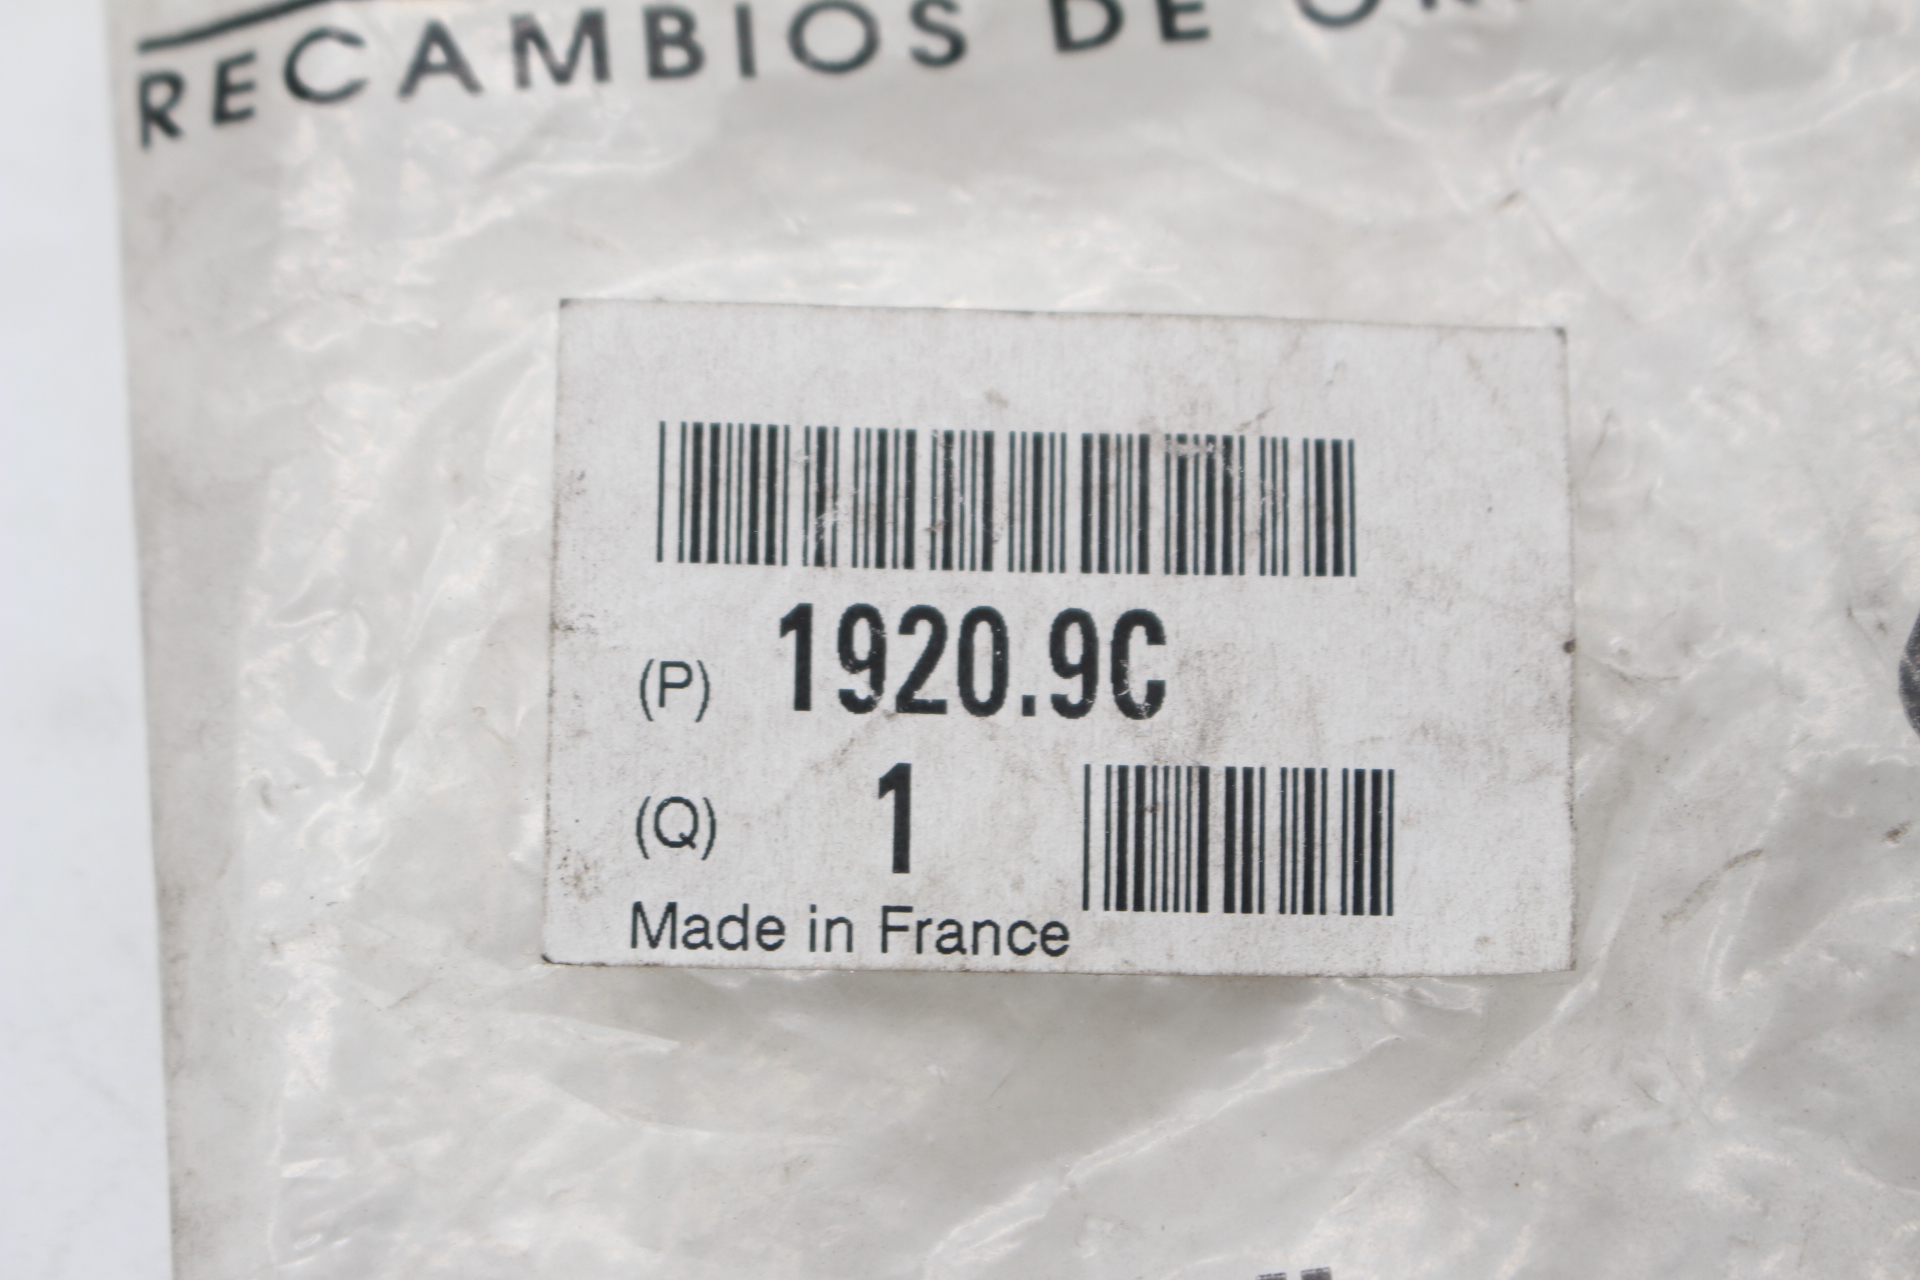 RECAMBIOS DE
(P) 1920.9C
(Q) 1
Made in France